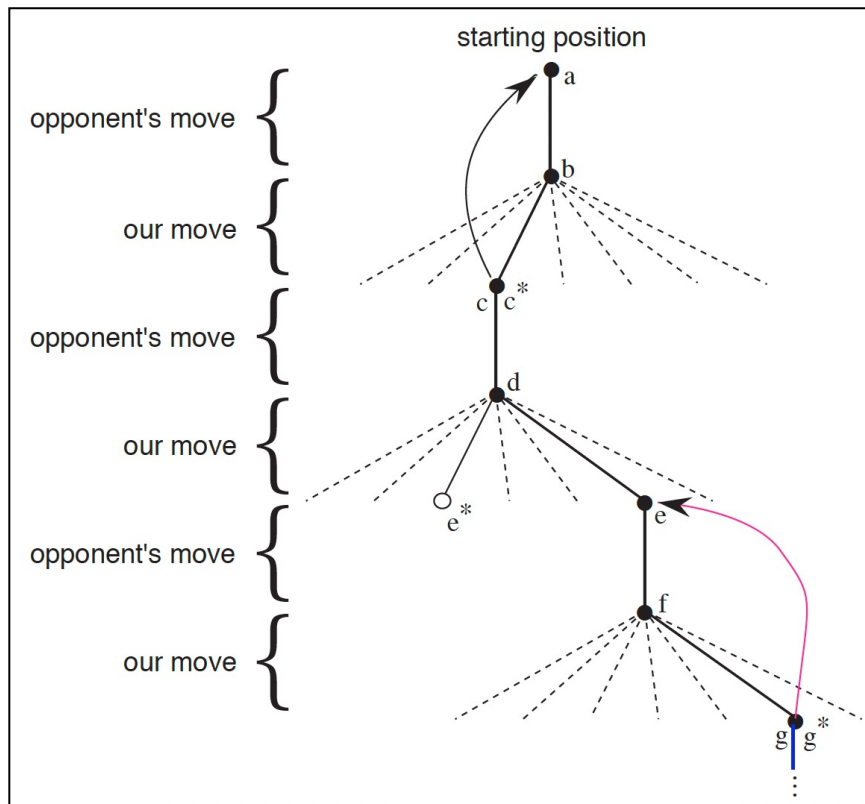 starting position
a
opponent's move
b
our move
c c*
opponent's move
d
our move
e*
e
opponent's move
f
our move
g g*